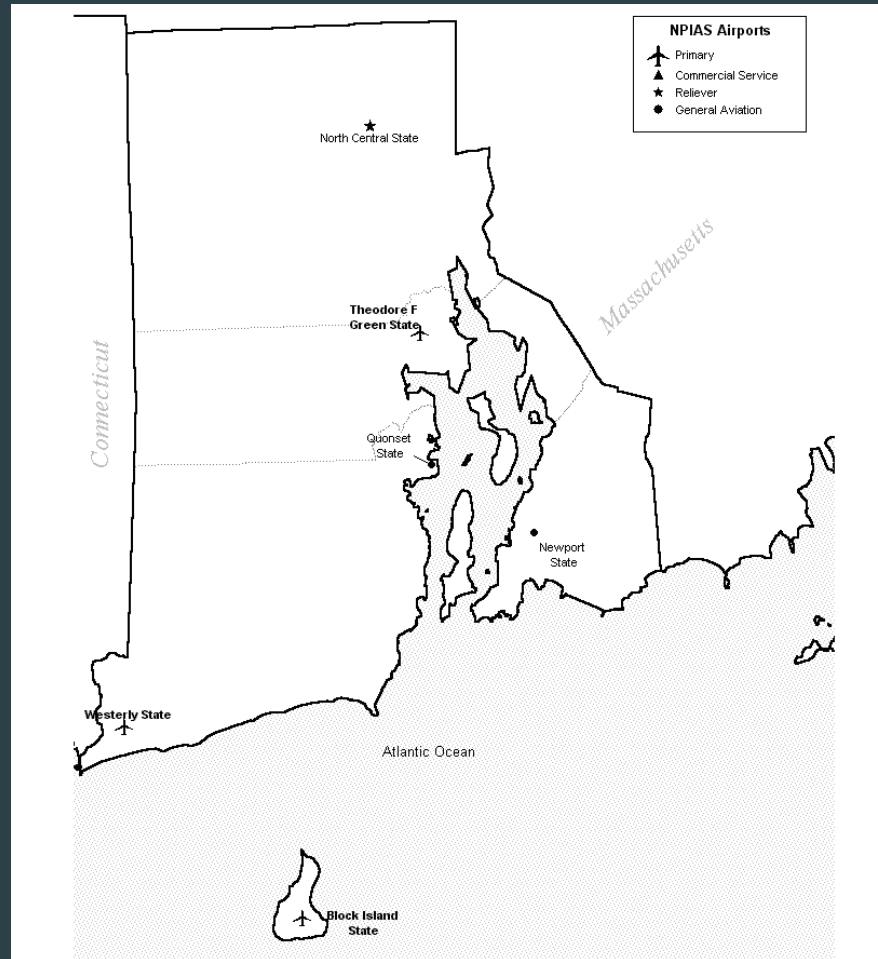 NPIAS Airports
Primary
Commercial Service
Reliever
General Aviation
North Central State
Massachusetts
Theodore F
Green State
Connecticut
Quonset
State
Newport
State
Westerly State
Atlantic Ocean
Block Island
State